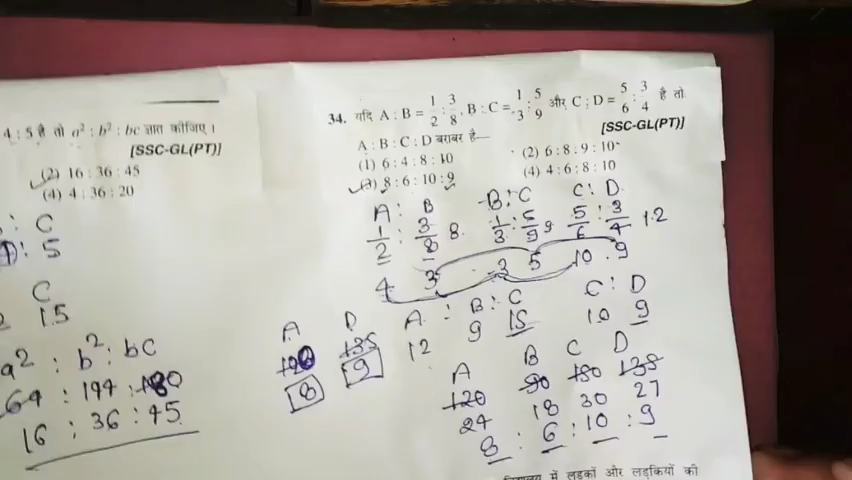 4 : 5 है तो a² : b² : bc ज्ञात कीजिए ।
[SSC-GL(PT)]
(2) 16 : 36 : 45
(4) 4 : 36 : 20
: C
: 5
C
15
a² : b² : bC
64 : 144 : 180
16 : 36 : 45
34. यदि A : B = 1/2 : 3/8, B : C = 1/3 : 5/9 और C : D = 5/6 : 3/4 है तो
[SSC-GL(PT)]
A : B : C : D बराबर है—
(1) 6 : 4 : 8 : 10 (2) 6 : 8 : 9 : 10
(3) 8 : 6 : 10 : 9 (4) 4 : 6 : 8 : 10
A : B B : C C : D
1/2 : 3/8 8 1/3 : 5/9 9 5/6 : 3/4 12
4 3 3 5 10 . 9
A : B : C C : D
12 9 15 10 9
A D
120 135
8 9
A B C D
120 90 150 135
24 18 30 27
8 : 6 : 10 : 9
में लड़कों और लड़कियों की